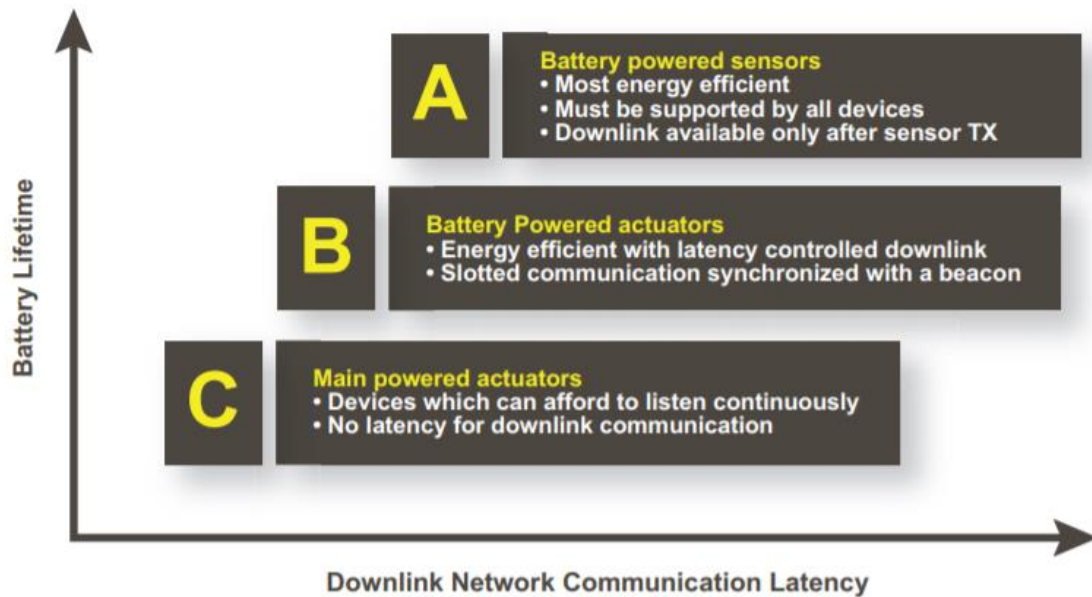 A
Battery powered sensors
• Most energy efficient
• Must be supported by all devices
• Downlink available only after sensor TX
B
Battery Powered actuators
• Energy efficient with latency controlled downlink
• Slotted communication synchronized with a beacon
C
Main powered actuators
• Devices which can afford to listen continuously
• No latency for downlink communication
Battery Lifetime
Downlink Network Communication Latency